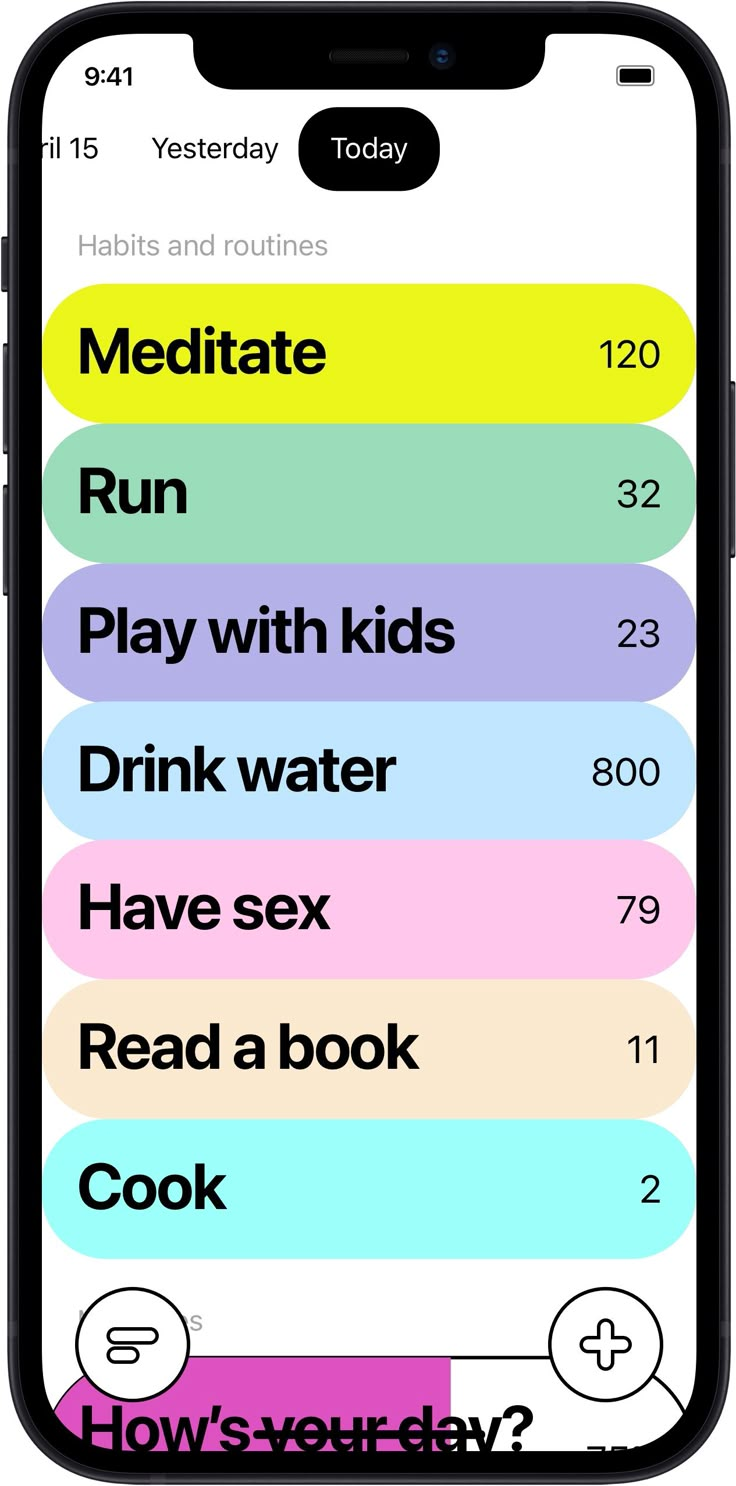 9:41
ril 15 Yesterday Today
Habits and routines
Meditate 120
Run 32
Play with kids 23
Drink water 800
Have sex 79
Read a book 11
Cook 2
How's your day?